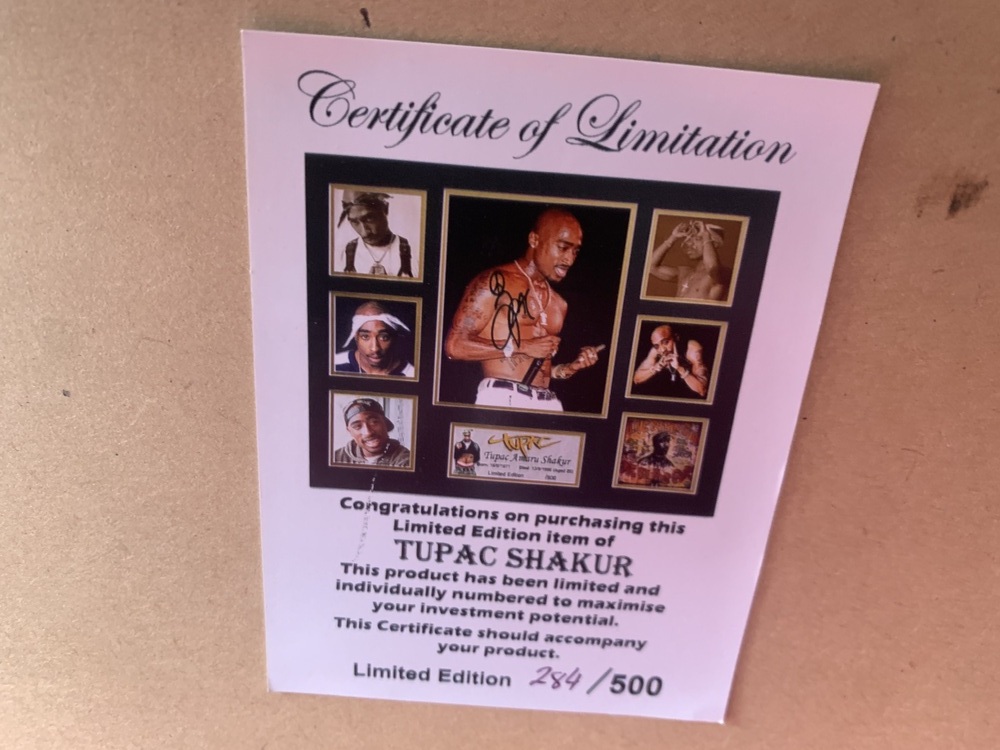 Certificate of Limitation
TUPAC
Tupac Amaru Shakur
Limited Edition
Congratulations on purchasing this
Limited Edition item of
TUPAC SHAKUR
This product has been limited and
individually numbered to maximise
your investment potential.
This Certificate should accompany
your product.
Limited Edition 284/500